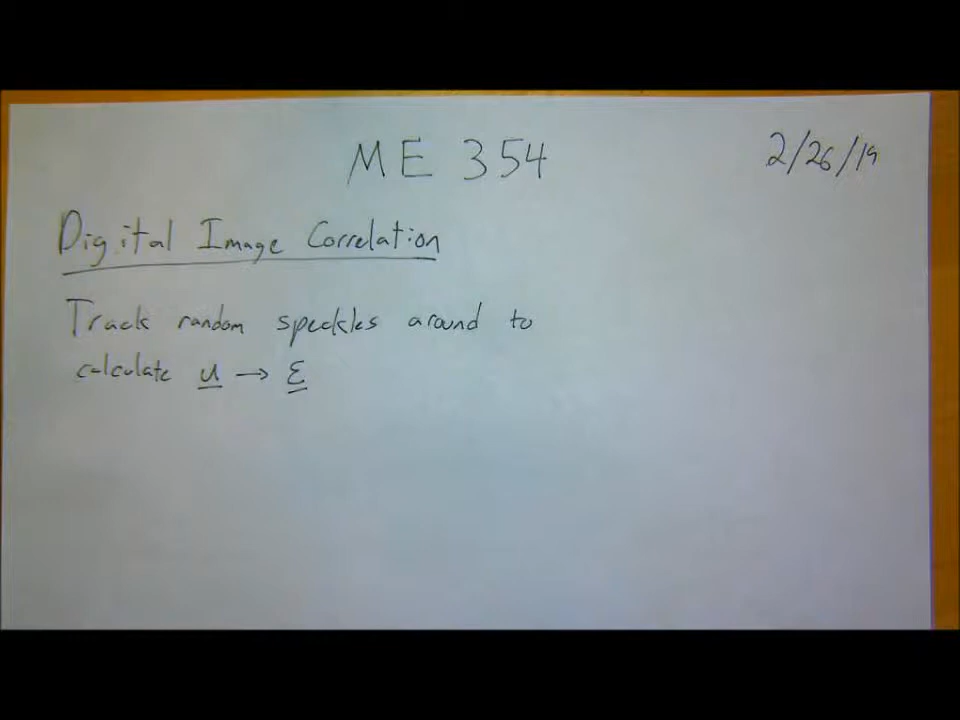 ME 354
2/26/19
Digital Image Correlation
Track random speckles around to
calculate u → ε